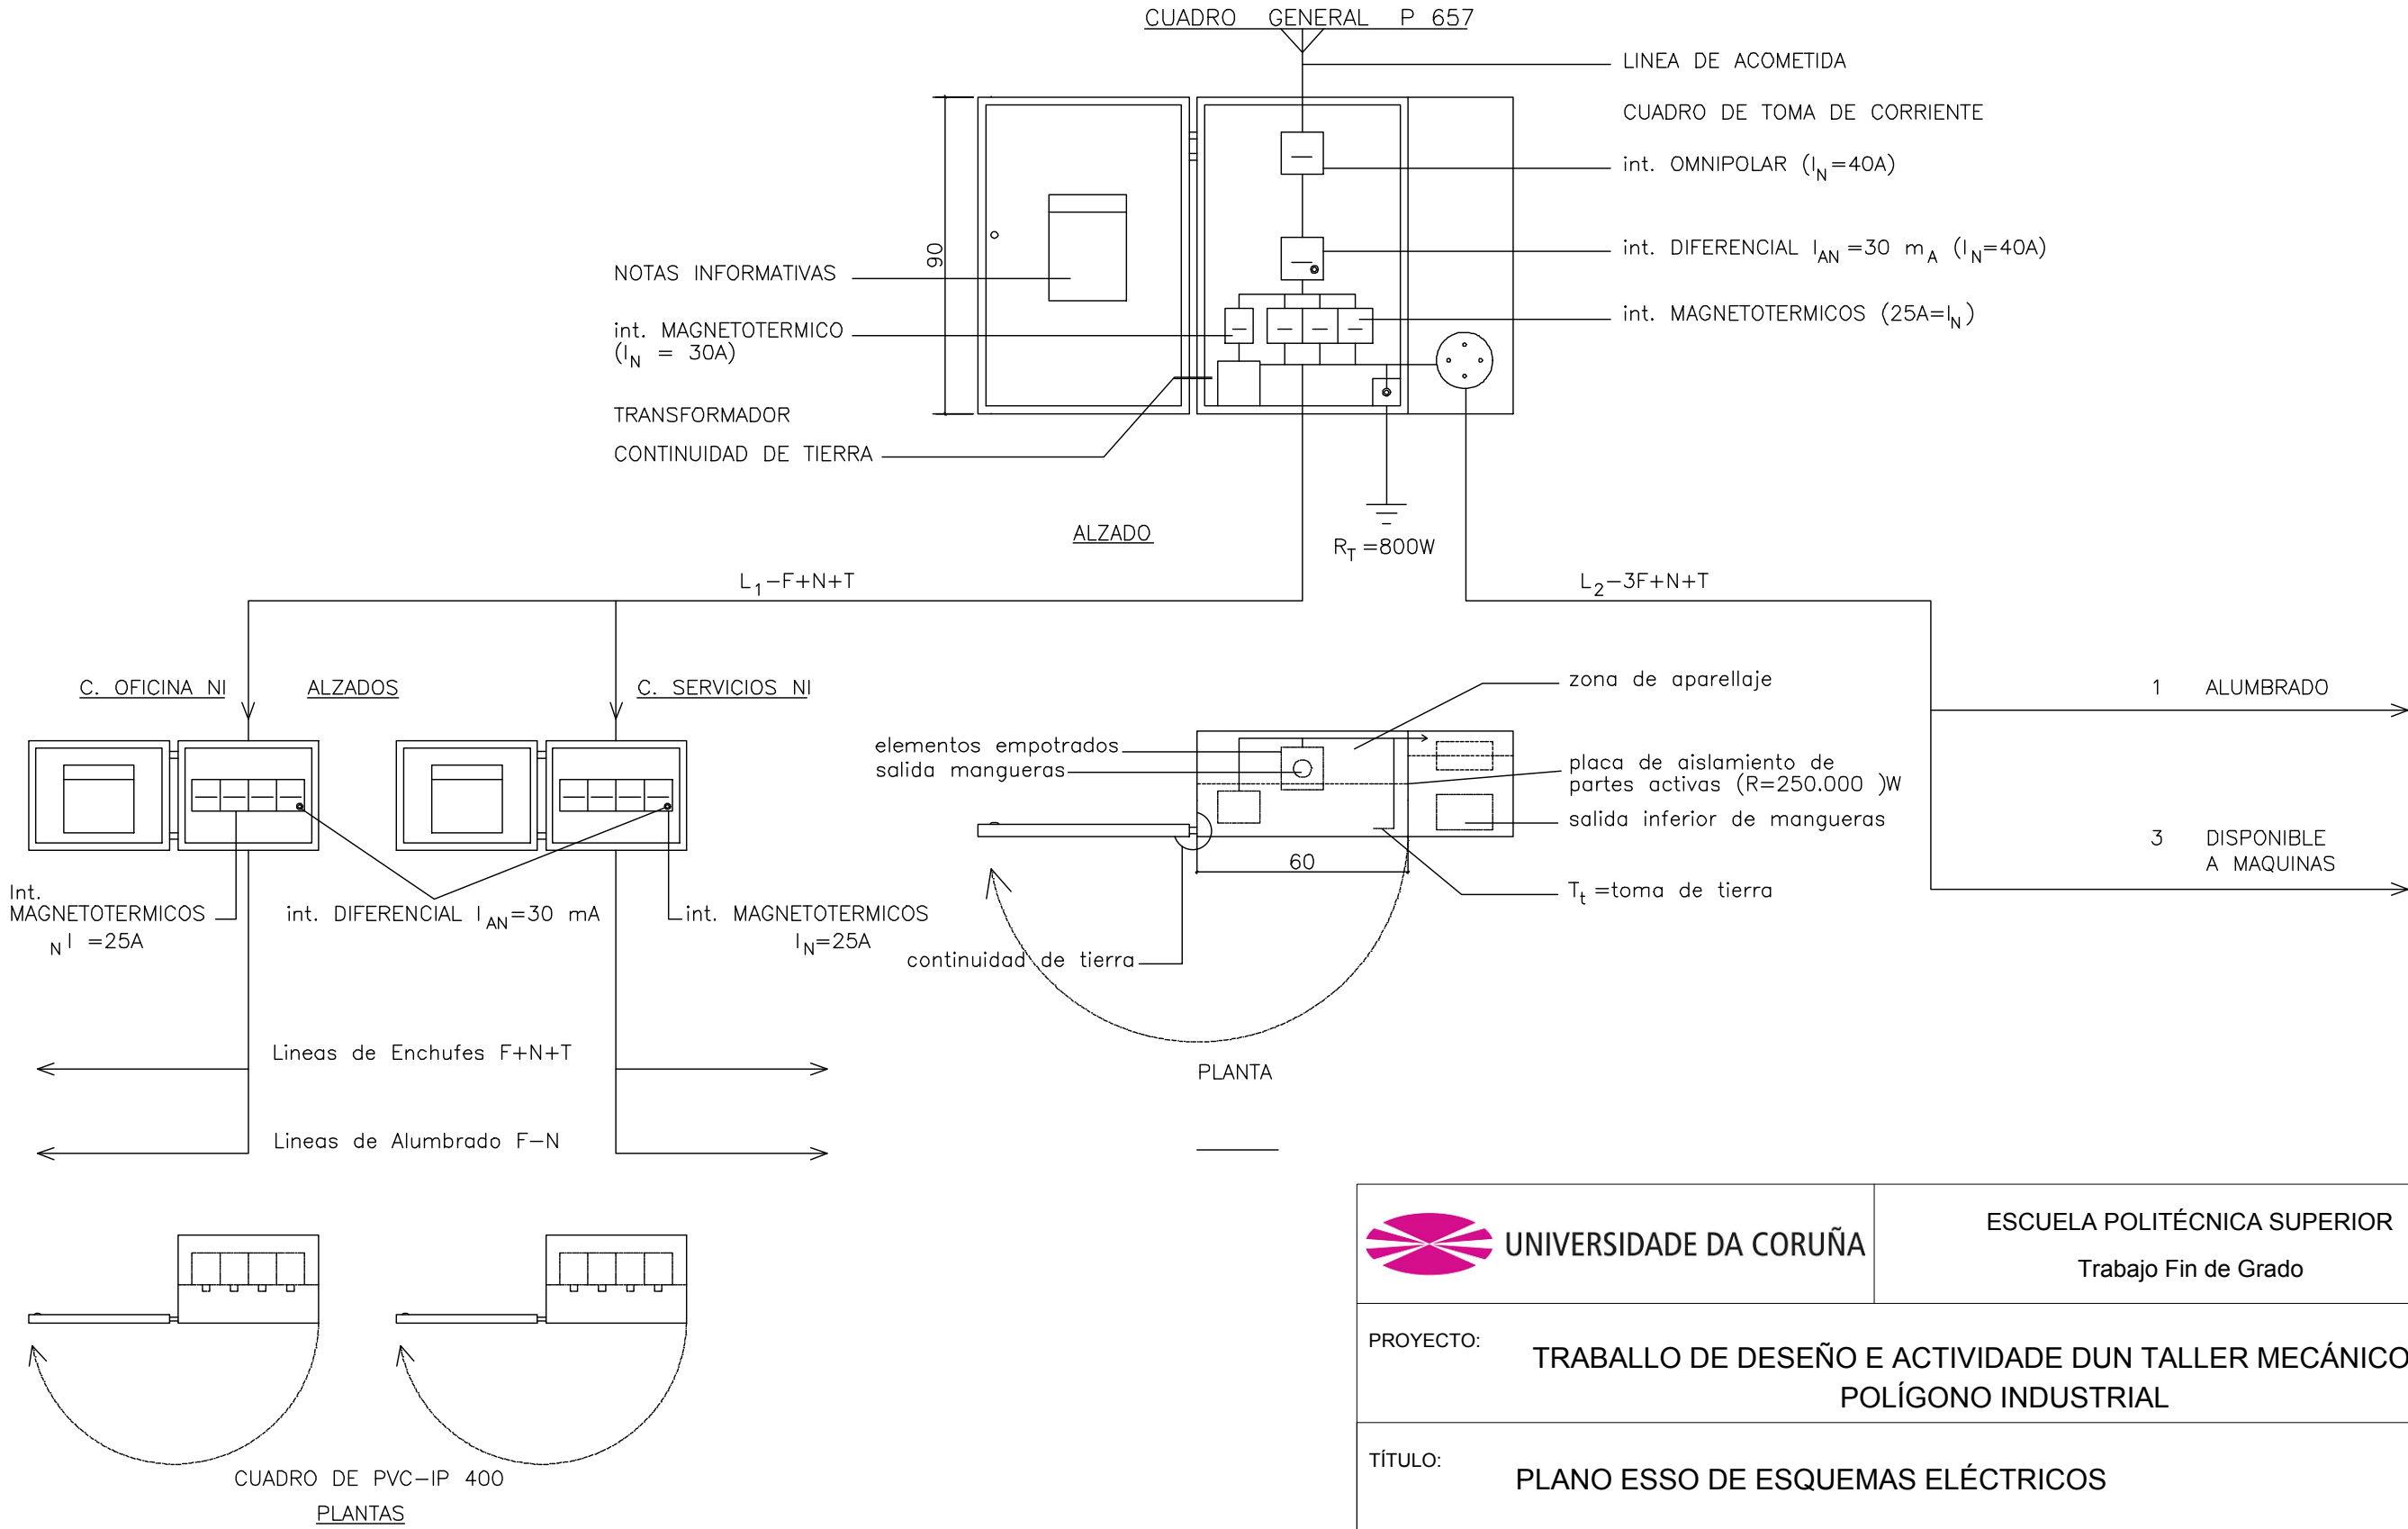 CUADRO GENERAL P 657
LINEA DE ACOMETIDA
CUADRO DE TOMA DE CORRIENTE
int. OMNIPOLAR (IN=40A)
int. DIFERENCIAL IAN=30 mA (IN=40A)
int. MAGNETOTERMICOS (25A=IN)
90
NOTAS INFORMATIVAS
int. MAGNETOTERMICO
(IN = 30A)
TRANSFORMADOR
CONTINUIDAD DE TIERRA
ALZADO
RT=800W
L1-F+N+T
L2-3F+N+T
C. OFICINA NI
ALZADOS
C. SERVICIOS NI
Int.
MAGNETOTERMICOS
N I =25A
int. DIFERENCIAL IAN=30 mA
int. MAGNETOTERMICOS
IN=25A
elementos empotrados
salida mangueras
zona de aparellaje
placa de aislamiento de
partes activas (R=250.000 )W
salida inferior de mangueras
60
Tt=toma de tierra
continuidad de tierra
PLANTA
1 ALUMBRADO
3 DISPONIBLE
A MAQUINAS
Lineas de Enchufes F+N+T
Lineas de Alumbrado F-N
CUADRO DE PVC-IP 400
PLANTAS
UNIVERSIDADE DA CORUÑA
ESCUELA POLITÉCNICA SUPERIOR
Trabajo Fin de Grado
PROYECTO:
TRABALLO DE DESEÑO E ACTIVIDADE DUN TALLER MECÁNICO
POLÍGONO INDUSTRIAL
TÍTULO:
PLANO ESSO DE ESQUEMAS ELÉCTRICOS